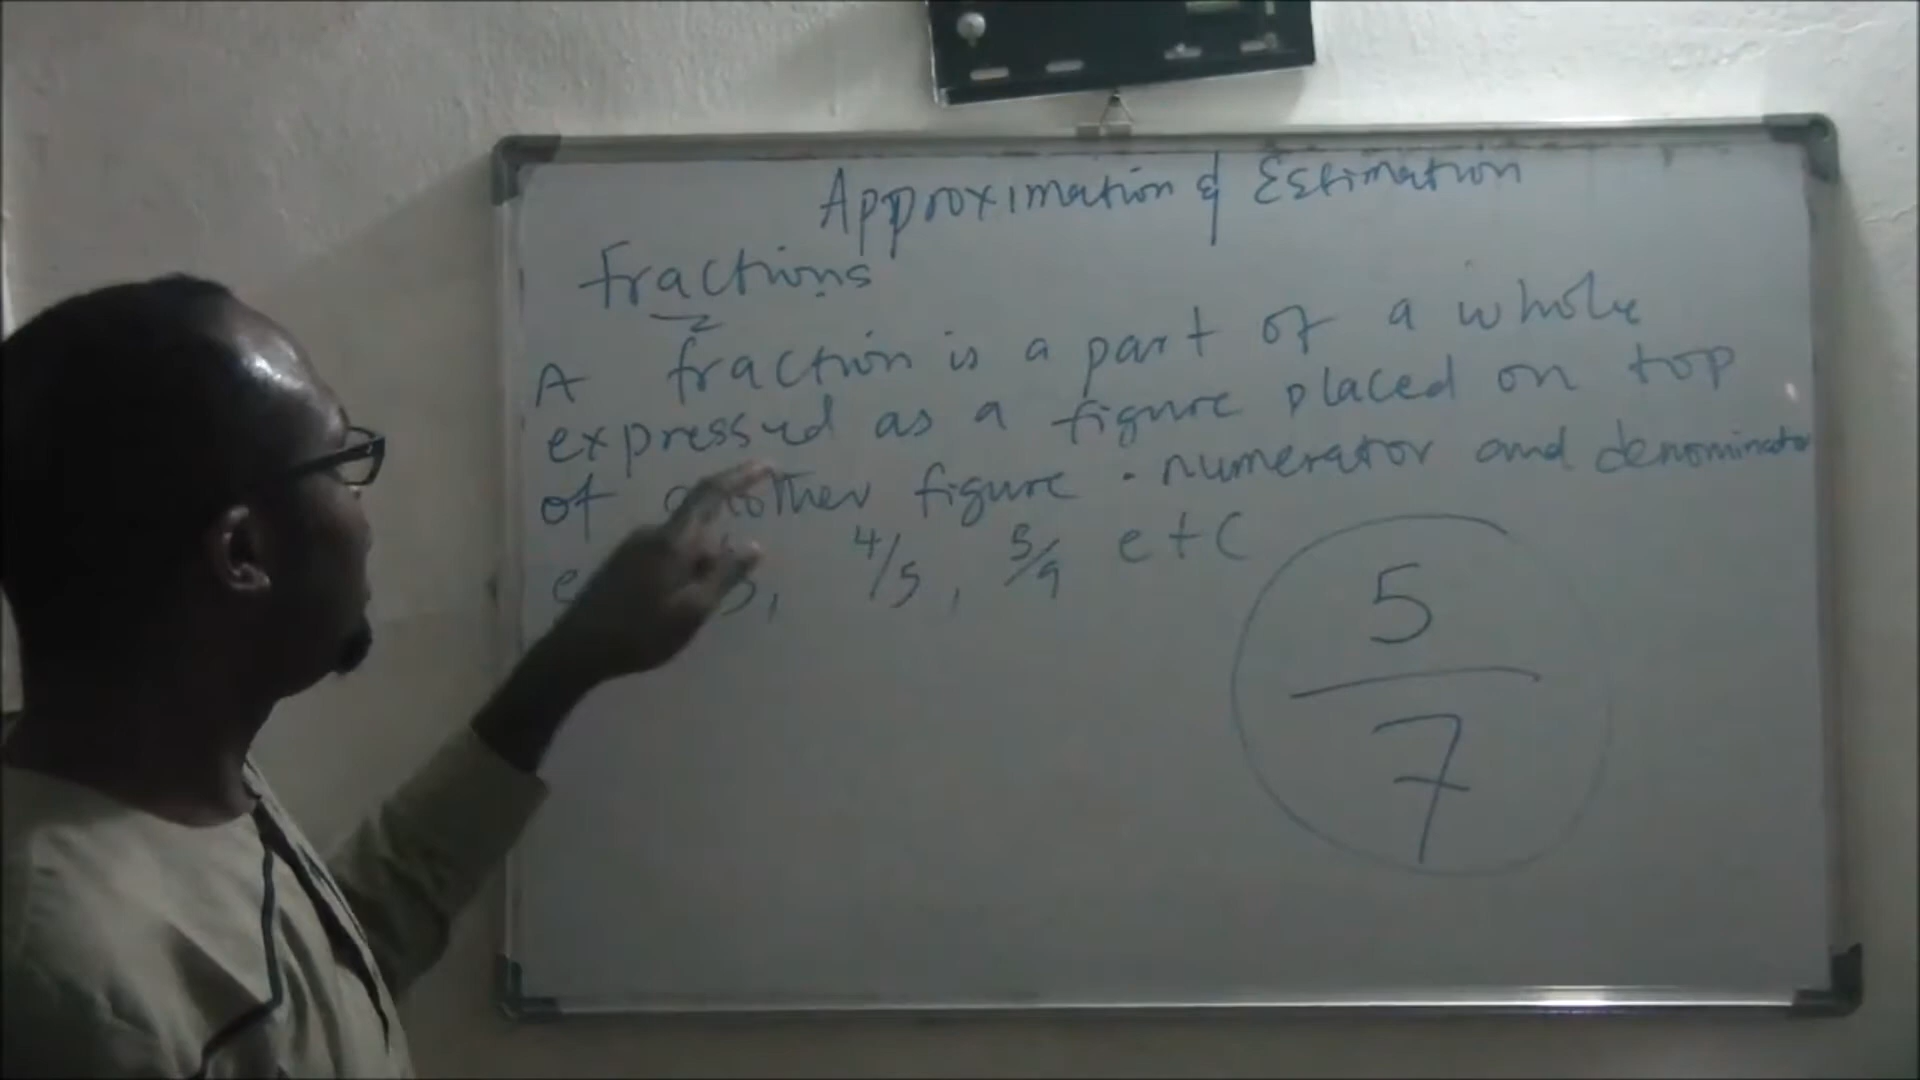 Approximation & Estimation
Fractions
A fraction is a part of a whole
expressed as a figure placed on top
of another figure. numerator and denominator
4/5, 5/9 etc
5
7